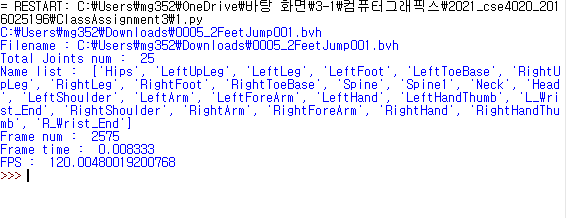 = RESTART: C:₩Users₩mg352₩OneDrive₩바탕 화면₩3-1₩컴퓨터그래픽스₩2021_cse4020_201
6025196₩ClassAssignment3₩1.py
C:₩Users₩mg352₩Downloads₩0005_2FeetJump001.bvh
Filename : C:₩Users₩mg352₩Downloads₩0005_2FeetJump001.bvh
Total Joints num :  25
Name list :  ['Hips', 'LeftUpLeg', 'LeftLeg', 'LeftFoot', 'LeftToeBase', 'RightU
pLeg', 'RightLeg', 'RightFoot', 'RightToeBase', 'Spine', 'Spine1', 'Neck', 'Head
', 'LeftShoulder', 'LeftArm', 'LeftForeArm', 'LeftHand', 'LeftHandThumb', 'L_Wri
st_End', 'RightShoulder', 'RightArm', 'RightForeArm', 'RightHand', 'RightHandThu
mb', 'R_Wrist_End']
Frame num :  2575
Frame time :  0.008333
FPS :  120.00480019200768
>>>